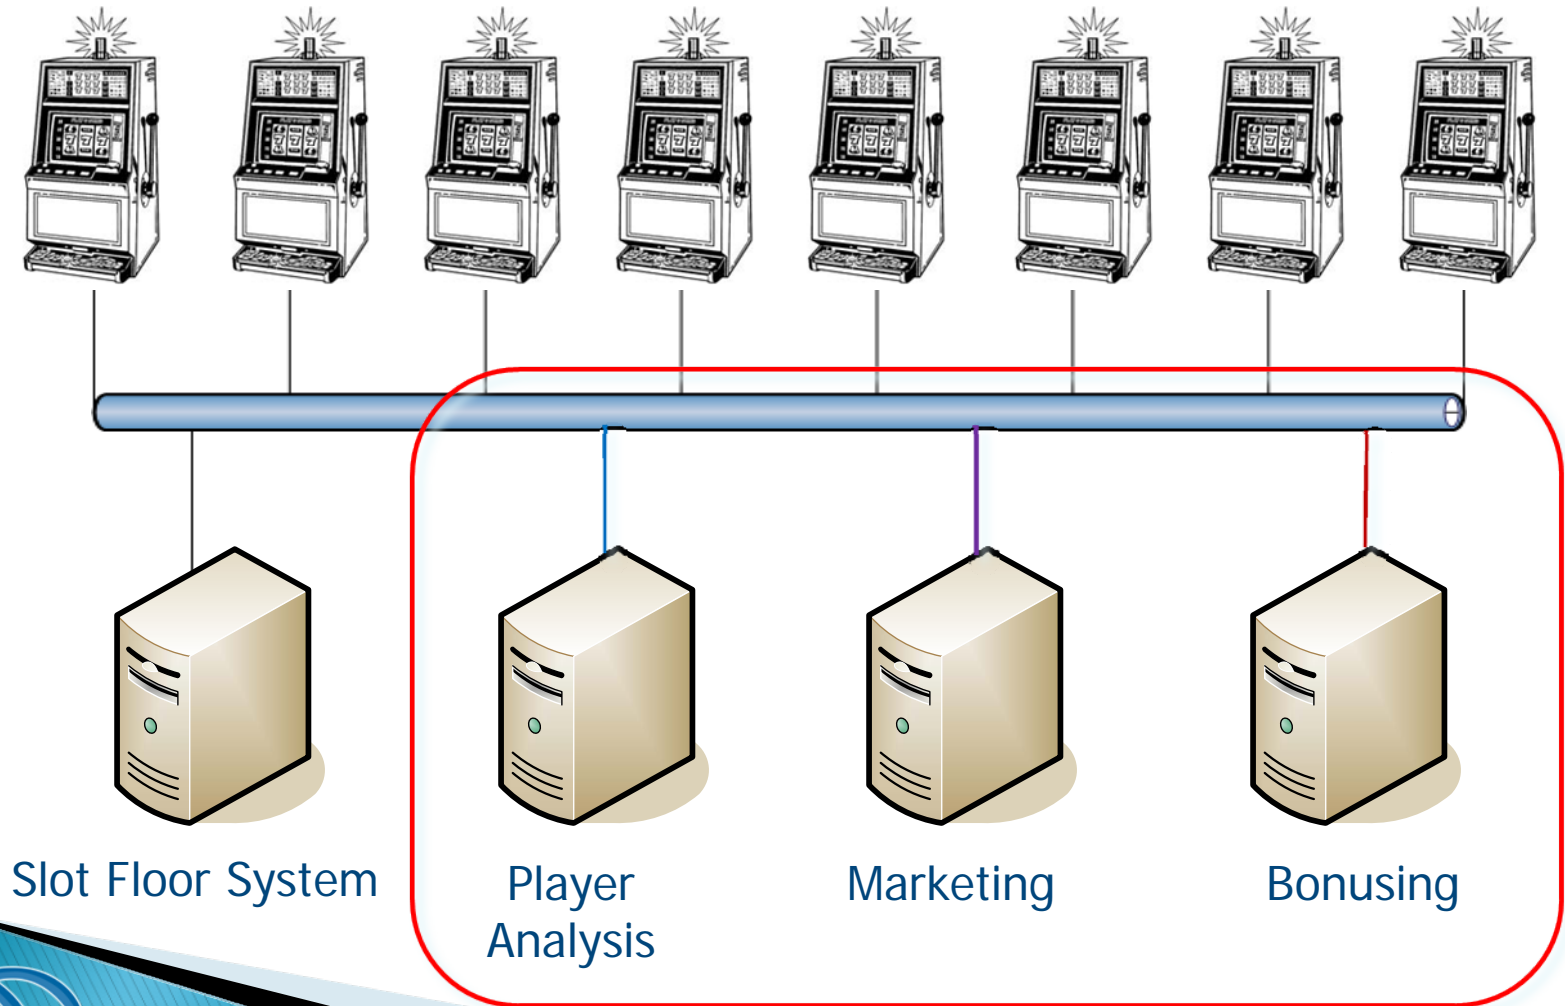 Slot Floor System
Player
Analysis
Marketing
Bonusing